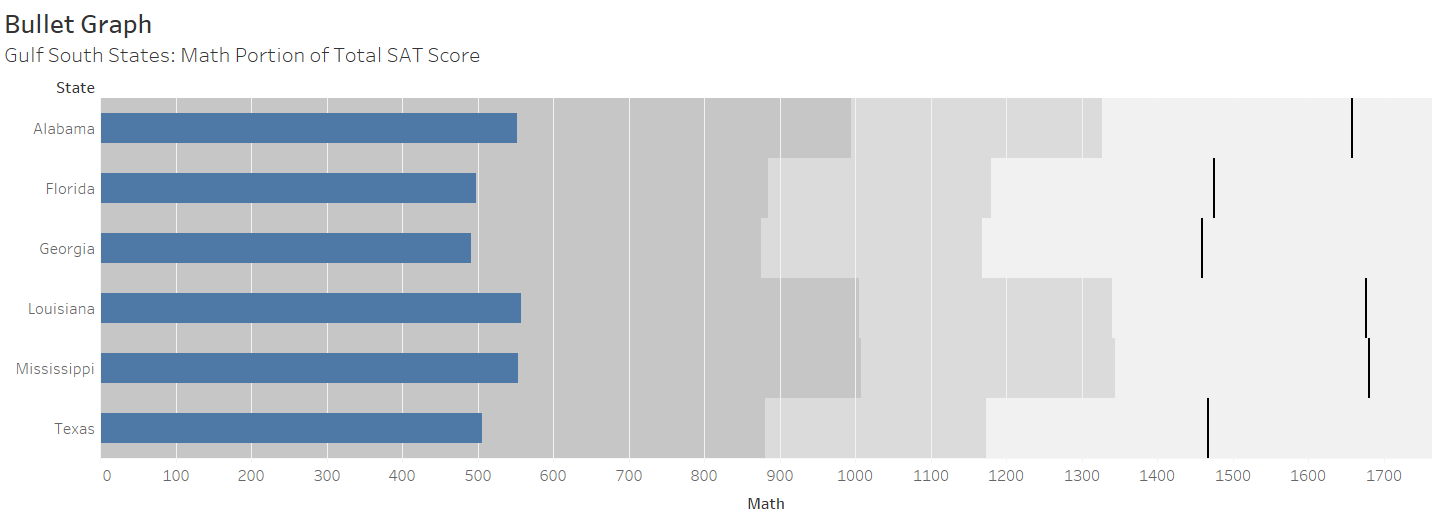 Bullet Graph
Gulf South States: Math Portion of Total SAT Score
State
Alabama
Florida
Georgia
Louisiana
Mississippi
Texas
0 100 200 300 400 500 600 700 800 900 1000 1100 1200 1300 1400 1500 1600 1700
Math